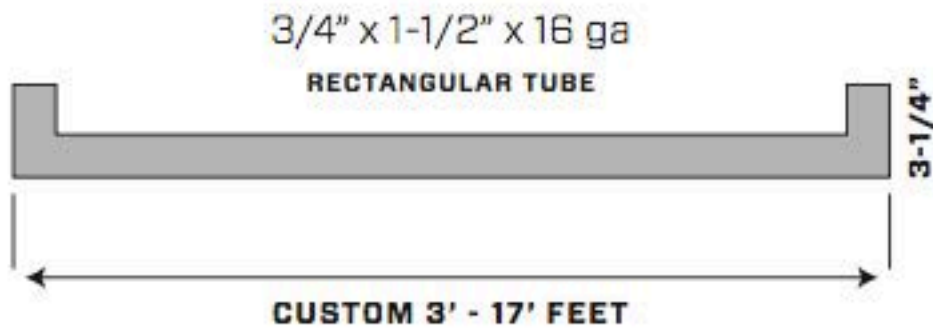 3/4" x 1-1/2" x 16 ga
RECTANGULAR TUBE
3-1/4"
CUSTOM 3' - 17' FEET